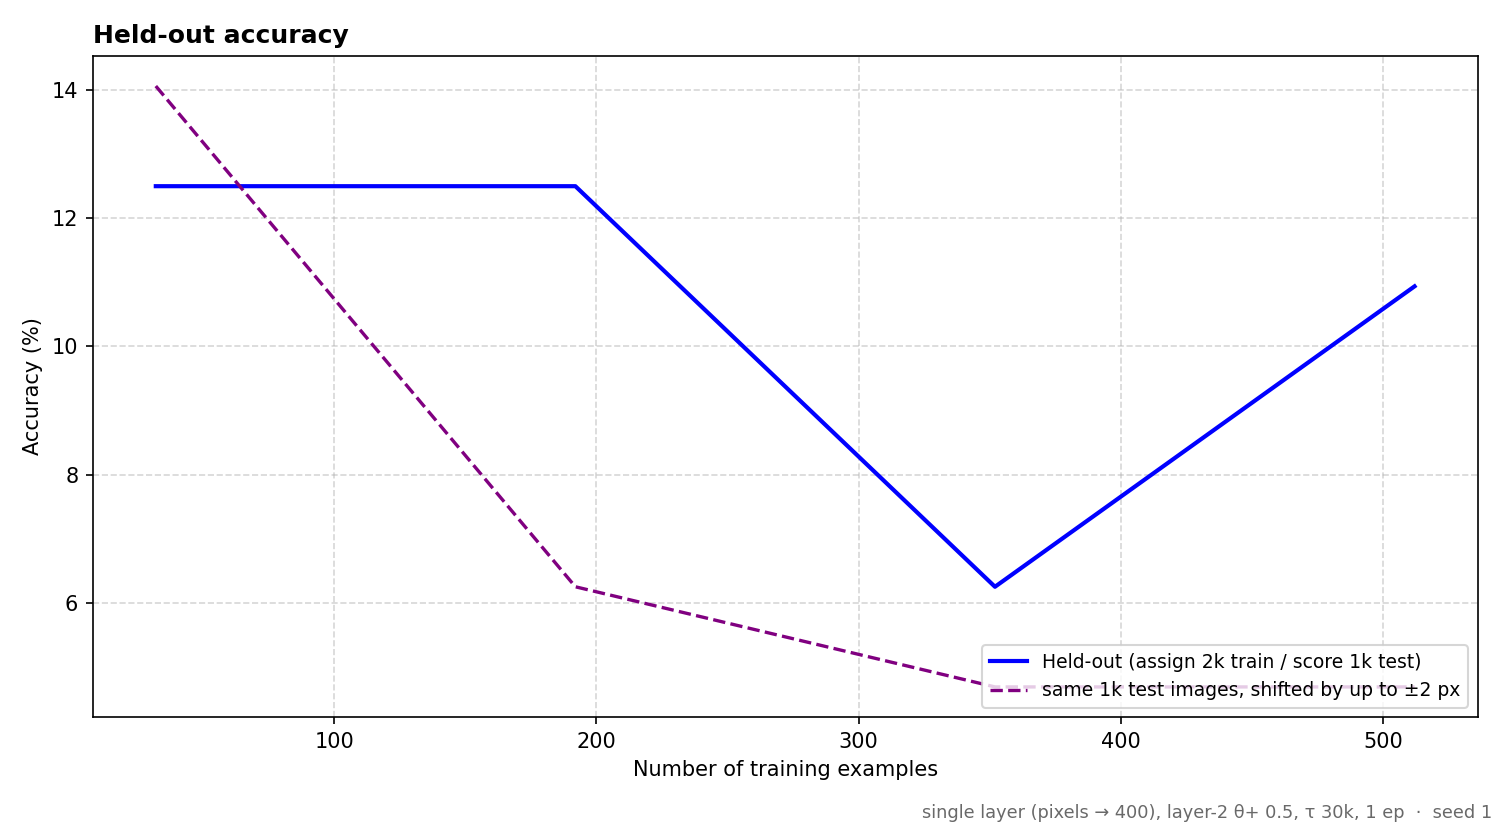 Held-out accuracy
14
12
10
8
6
Accuracy (%)
Held-out (assign 2k train / score 1k test)
same 1k test images, shifted by up to ±2 px
100 200 300 400 500
Number of training examples
single layer (pixels → 400), layer-2 θ+ 0.5, τ 30k, 1 ep · seed 1